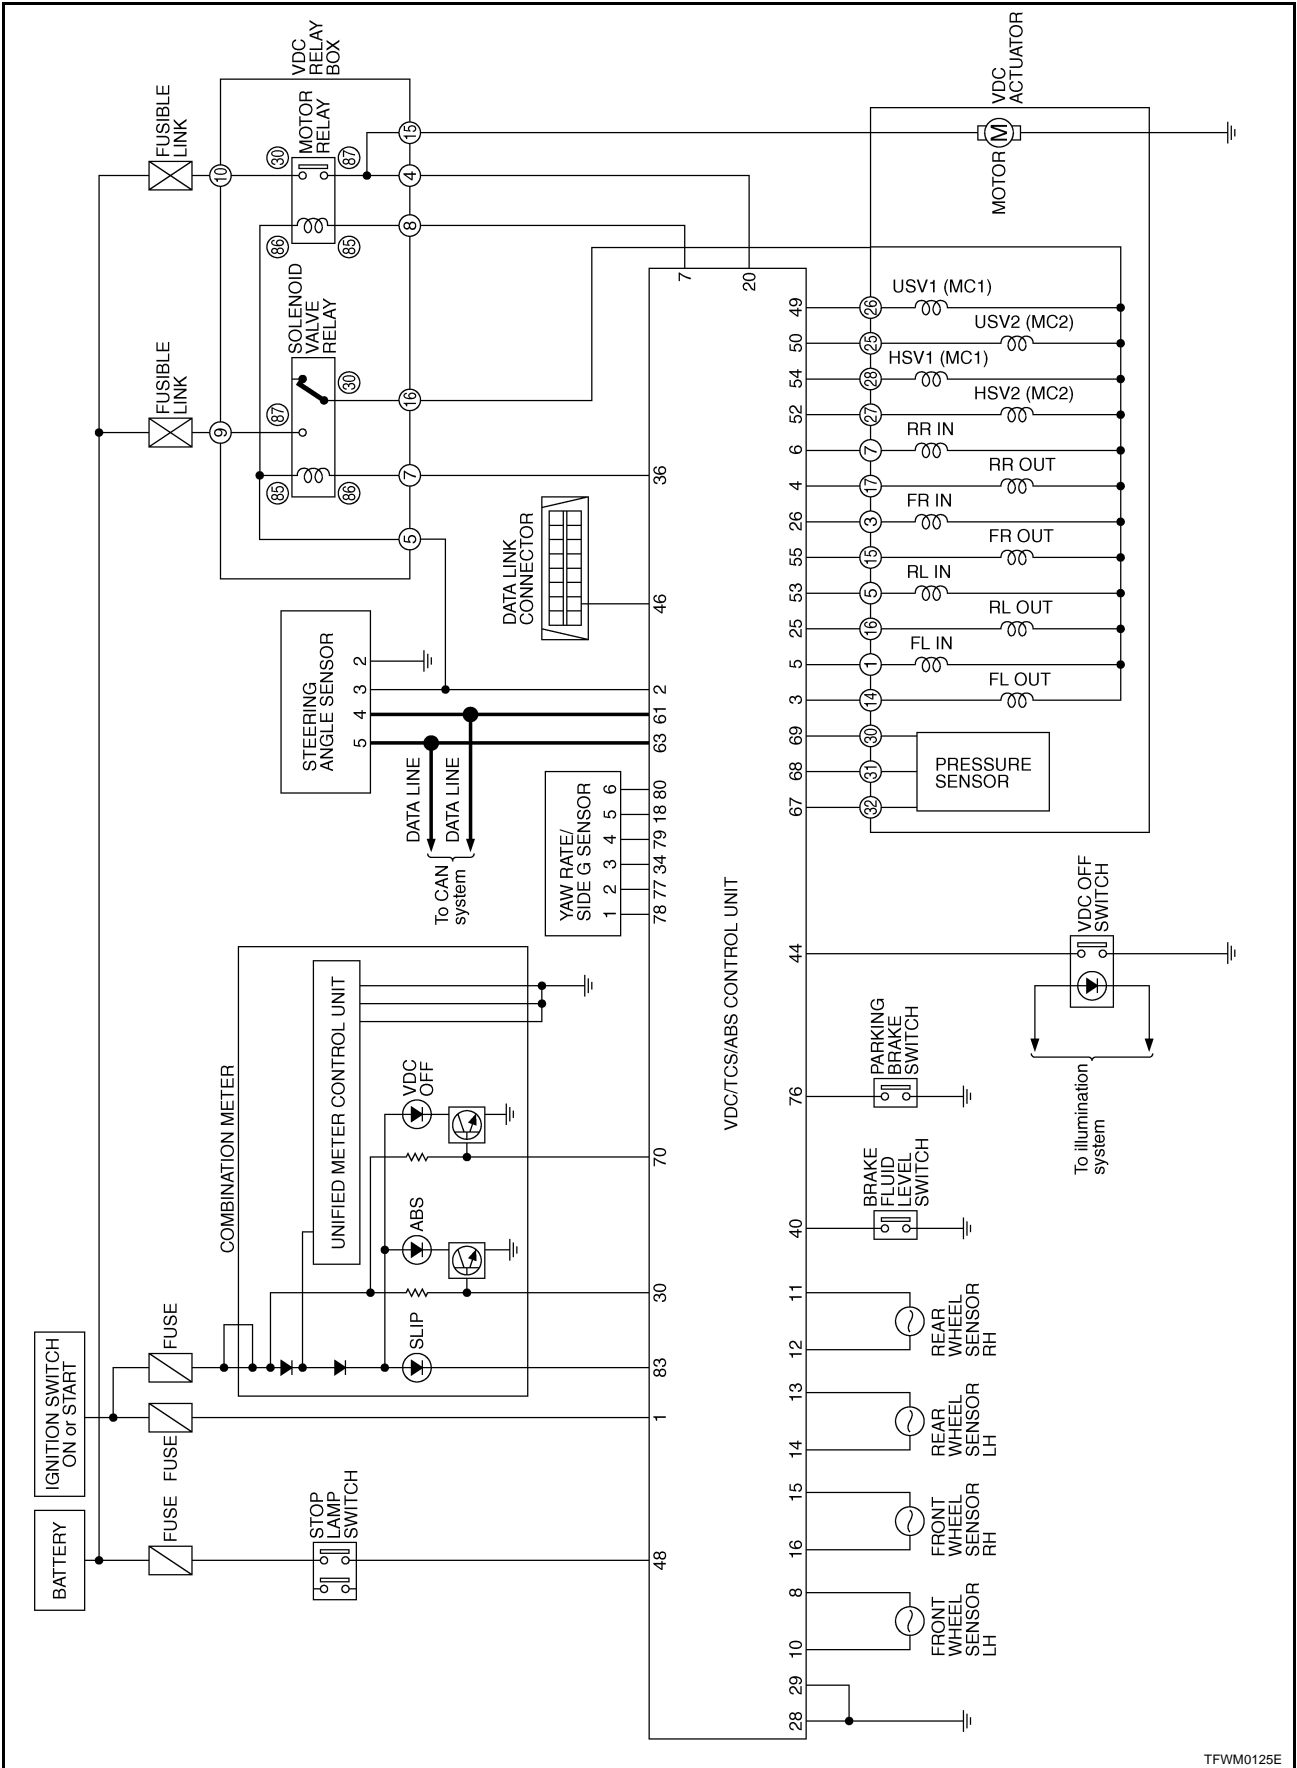 BATTERY
IGNITION SWITCH
ON or START
FUSE
FUSE
FUSE
FUSIBLE
LINK
FUSIBLE
LINK
STOP
LAMP
SWITCH
COMBINATION METER
UNIFIED METER CONTROL UNIT
SLIP
ABS
VDC
OFF
YAW RATE/
SIDE G SENSOR
1 2 3 4 5 6
To CAN
system
DATA LINE
DATA LINE
STEERING
ANGLE SENSOR
5 4 3 2
DATA LINK
CONNECTOR
VDC
RELAY
BOX
9
10
SOLENOID
VALVE
RELAY
85
87
86
30
MOTOR
RELAY
86
30
85
87
5
7
16
8
4
15
48
1
83
30
70
78 77 34 79 18 80
63
61
2
46
36
7
20
VDC/TCS/ABS CONTROL UNIT
28
29
10
8
16
15
14
13
12
11
40
76
44
67
68
69
3
5
25
53
55
26
4
6
52
54
50
49
FRONT
WHEEL
SENSOR
LH
FRONT
WHEEL
SENSOR
RH
REAR
WHEEL
SENSOR
LH
REAR
WHEEL
SENSOR
RH
BRAKE
FLUID
LEVEL
SWITCH
PARKING
BRAKE
SWITCH
VDC OFF
SWITCH
To illumination
system
32
31
30
14
1
16
5
15
3
17
7
27
28
25
26
PRESSURE
SENSOR
FL OUT
FL IN
RL OUT
RL IN
FR OUT
FR IN
RR OUT
RR IN
HSV2 (MC2)
HSV1 (MC1)
USV2 (MC2)
USV1 (MC1)
MOTOR
M
VDC
ACTUATOR
TFWM0125E